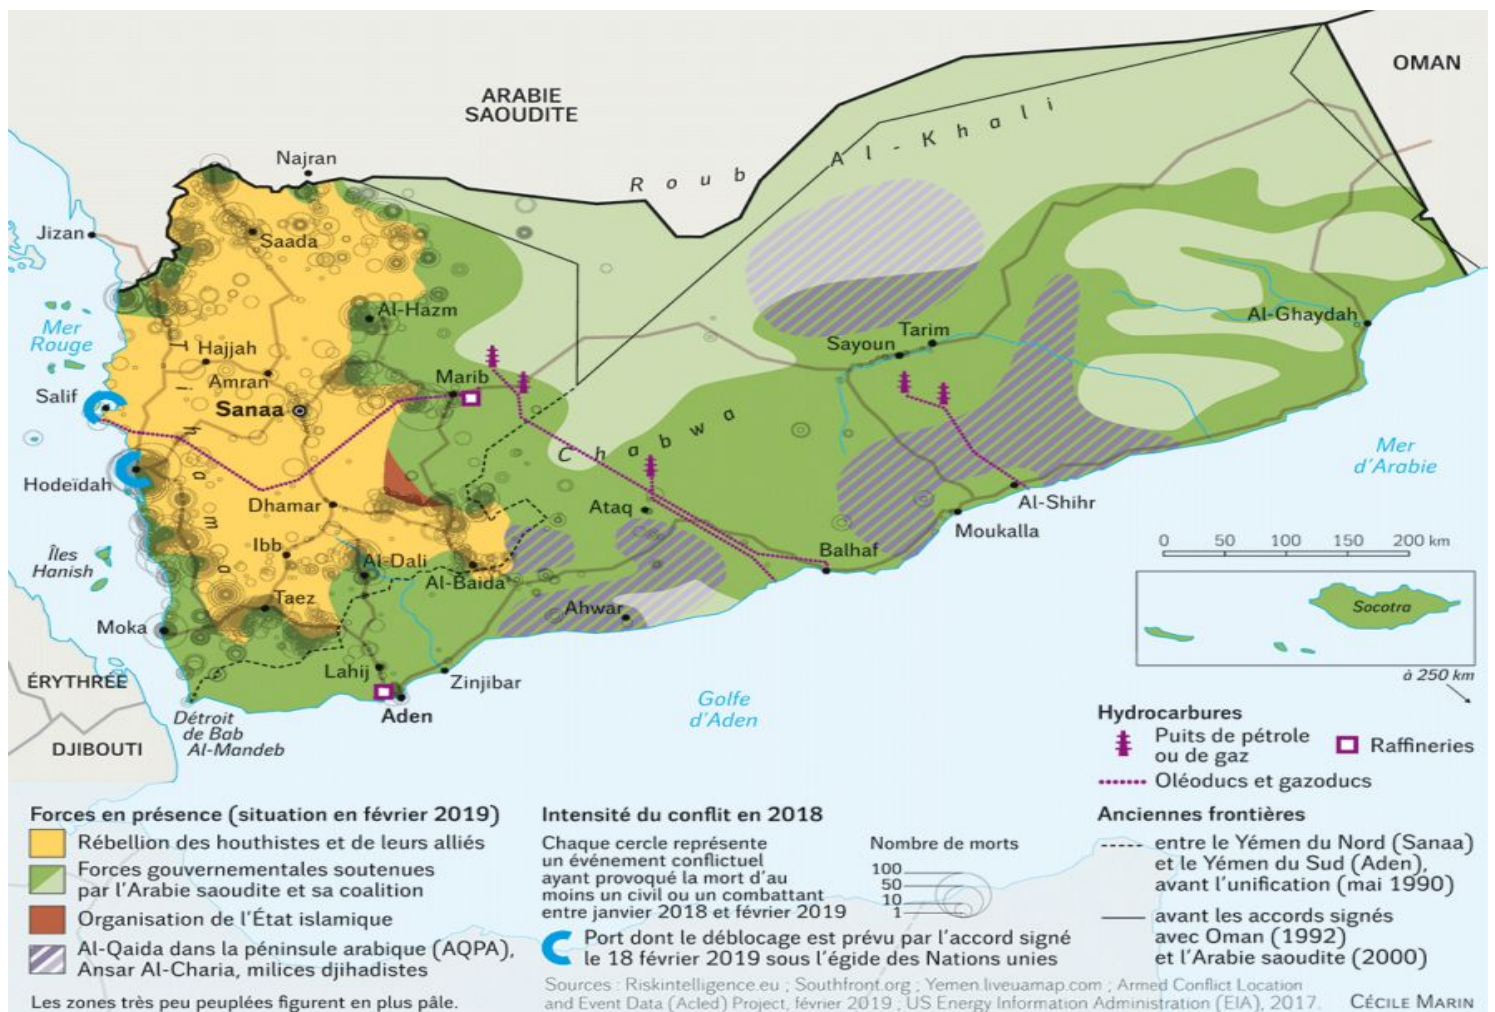 ARABIE
SAOUDITE
OMAN
Najran
Roub Al-Khali
Jizan
Saada
Mer
Rouge
Al-Hazm
Al-Ghaydah
Tarim
Sayoun
Hajjah
Amran
Marib
Salif
Sanaa
Tihama
Chabwa
Mer
d'Arabie
Hodeïdah
Dhamar
Ataq
Al-Shihr
Moukalla
Îles
Hanish
Ibb
Al-Dali
Al-Baida
Balhaf
0 50 100 150 200 km
Taez
Ahwar
Socotra
Moka
Lahij
Zinjibar
à 250 km
ÉRYTHRÉE
Golfe
d'Aden
Aden
Détroit
de Bab
Al-Mandeb
DJIBOUTI
Hydrocarbures
Puits de pétrole
ou de gaz
Raffineries
Oléoducs et gazoducs
Forces en présence (situation en février 2019)
Rébellion des houthistes et de leurs alliés
Forces gouvernementales soutenues
par l'Arabie saoudite et sa coalition
Organisation de l'État islamique
Al-Qaida dans la péninsule arabique (AQPA),
Ansar Al-Charia, milices djihadistes
Les zones très peu peuplées figurent en plus pâle.
Intensité du conflit en 2018
Chaque cercle représente
un événement conflictuel
ayant provoqué la mort d'au
moins un civil ou un combattant
entre janvier 2018 et février 2019
Nombre de morts
100
50
10
1
Port dont le déblocage est prévu par l'accord signé
le 18 février 2019 sous l'égide des Nations unies
Anciennes frontières
entre le Yémen du Nord (Sanaa)
et le Yémen du Sud (Aden),
avant l'unification (mai 1990)
avant les accords signés
avec Oman (1992)
et l'Arabie saoudite (2000)
Sources : Riskintelligence.eu ; Southfront.org ; Yemen.liveuamap.com ; Armed Conflict Location
and Event Data (Acled) Project, février 2019 ; US Energy Information Administration (EIA), 2017.
CÉCILE MARIN